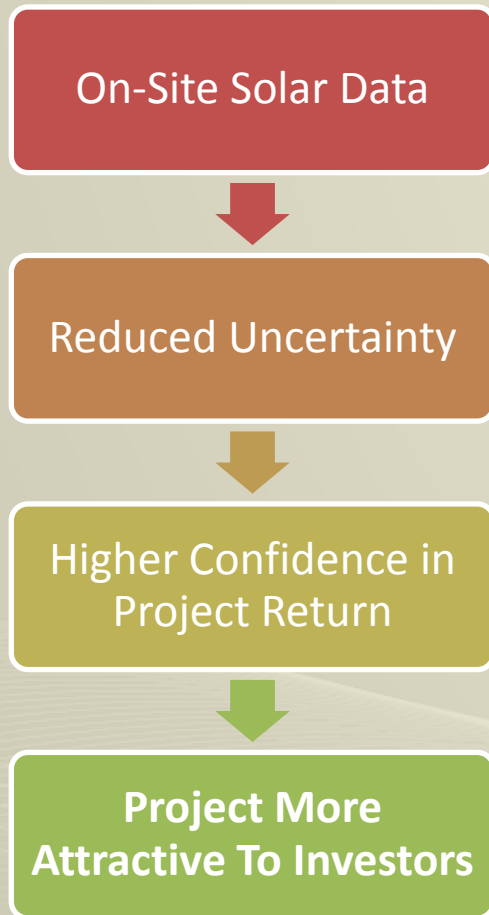 On-Site Solar Data
Reduced Uncertainty
Higher Confidence in
Project Return
Project More
Attractive To Investors